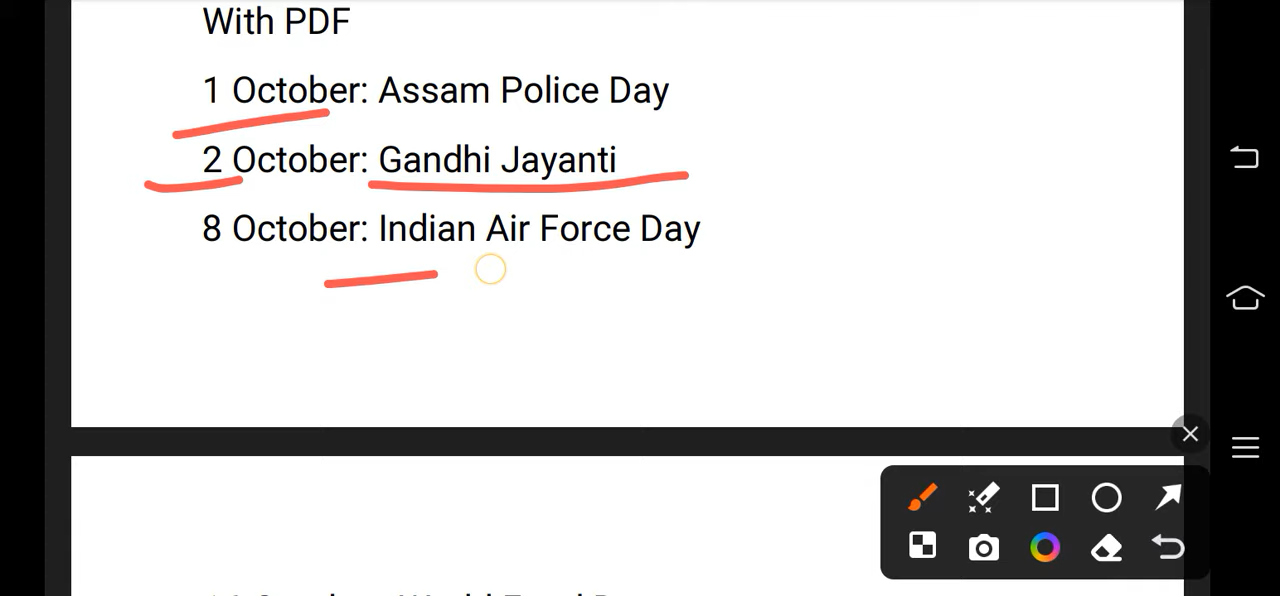 With PDF
1 October: Assam Police Day
2 October: Gandhi Jayanti
8 October: Indian Air Force Day